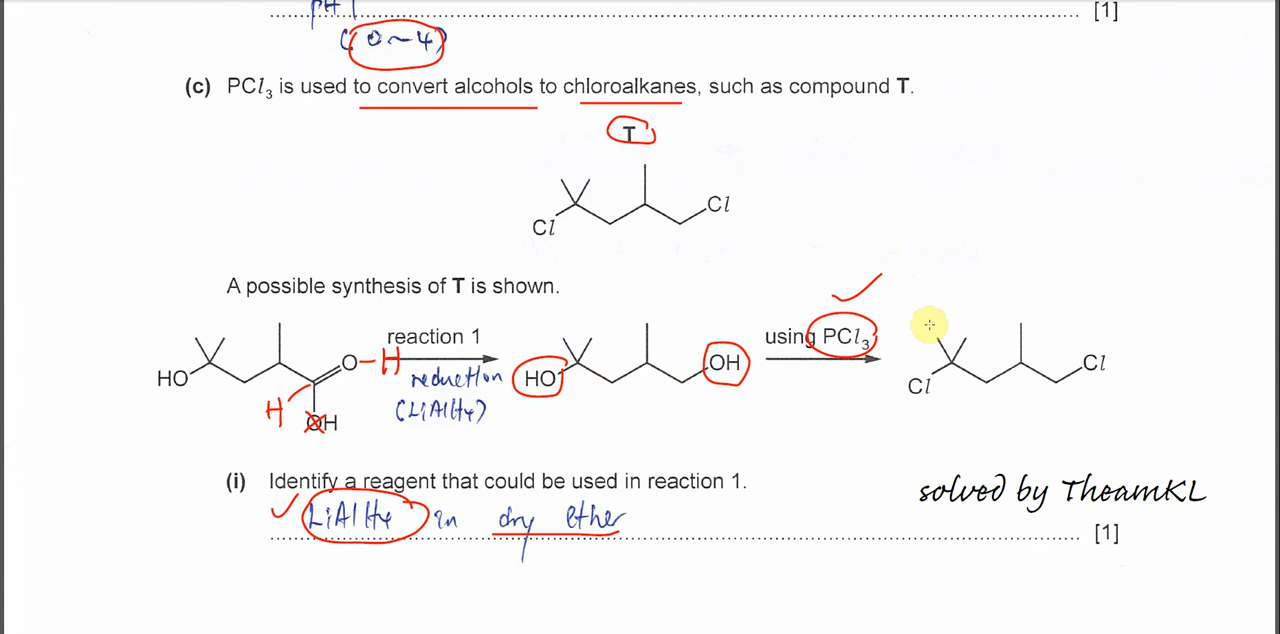 pH 1
[1]
(0~4)
(c) PCl3 is used to convert alcohols to chloroalkanes, such as compound T.
T
Cl
Cl
A possible synthesis of T is shown.
reaction 1
using PCl3
HO
O-H
reduction
(LiAlH4)
H
OH
HO
OH
Cl
Cl
(i) Identify a reagent that could be used in reaction 1.
LiAlH4 in dry ether
[1]
solved by TheamKL